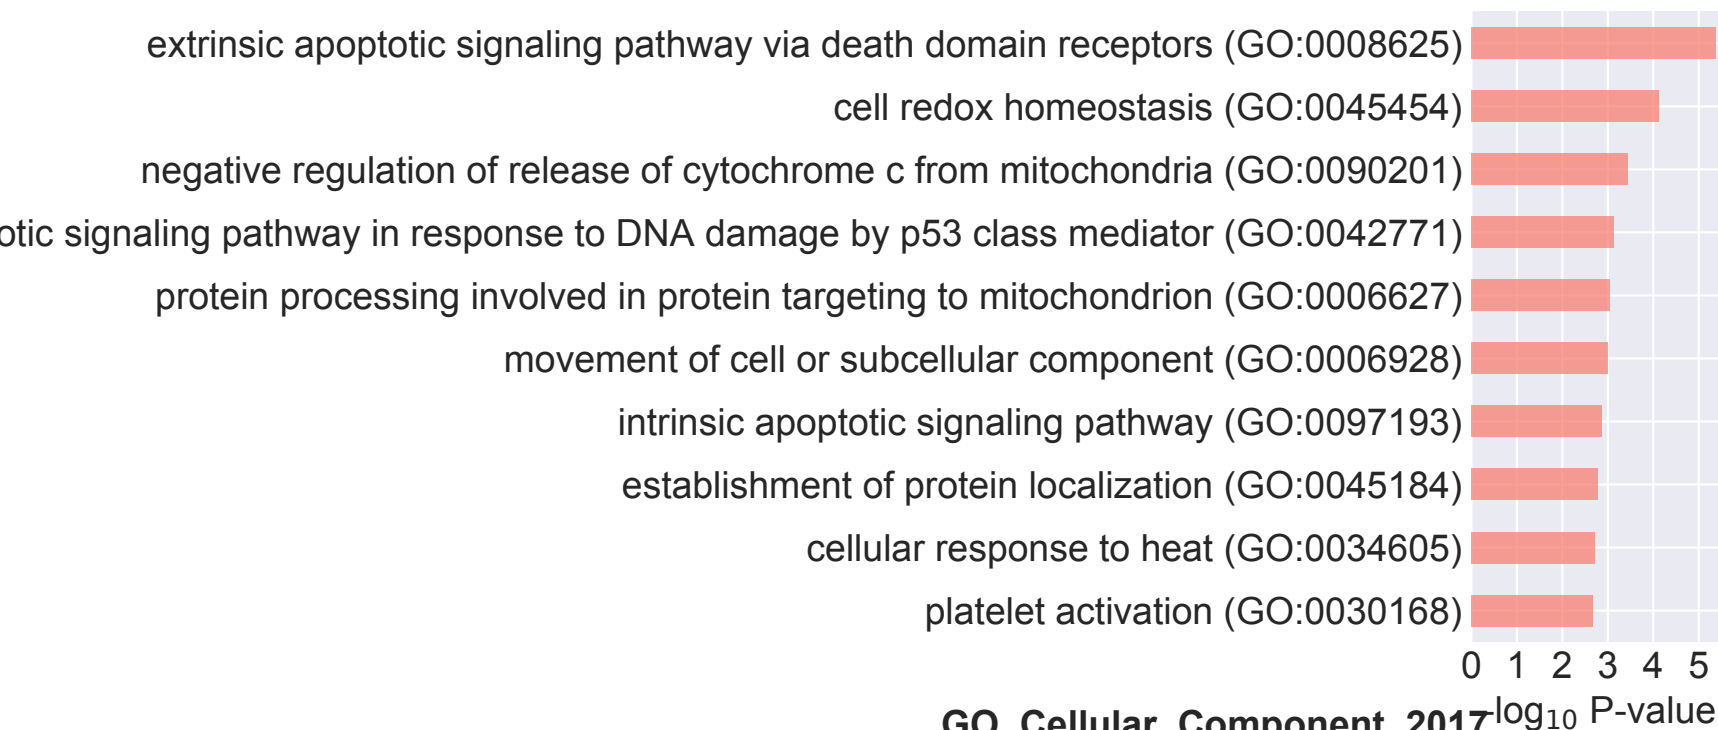 extrinsic apoptotic signaling pathway via death domain receptors (GO:0008625)
cell redox homeostasis (GO:0045454)
negative regulation of release of cytochrome c from mitochondria (GO:0090201)
otic signaling pathway in response to DNA damage by p53 class mediator (GO:0042771)
protein processing involved in protein targeting to mitochondrion (GO:0006627)
movement of cell or subcellular component (GO:0006928)
intrinsic apoptotic signaling pathway (GO:0097193)
establishment of protein localization (GO:0045184)
cellular response to heat (GO:0034605)
platelet activation (GO:0030168)
0 1 2 3 4 5
-log₁₀ P-value
GO_Cellular_Component_2017